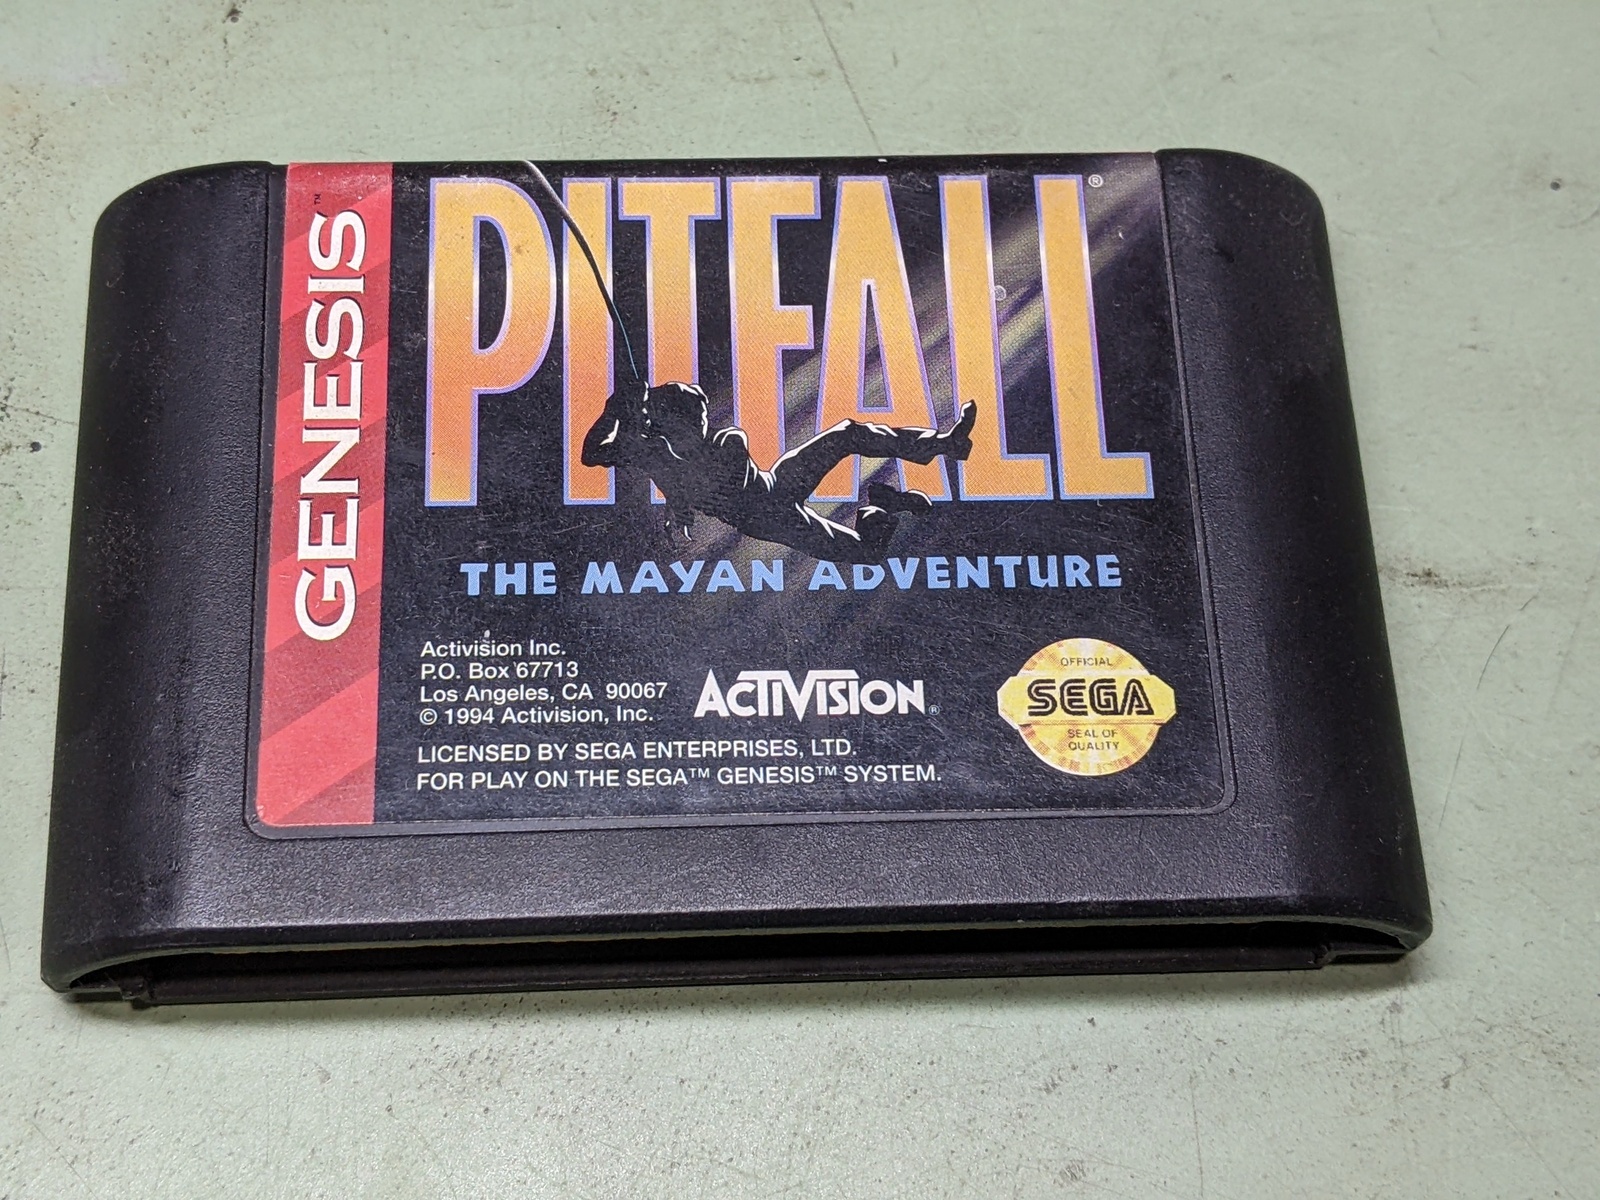 GENESIS™
PITFALL®
THE MAYAN ADVENTURE
Activision Inc.
P.O. Box 67713
Los Angeles, CA 90067
© 1994 Activision, Inc.
ACTIVISION®
OFFICIAL
SEGA
SEAL OF
QUALITY
LICENSED BY SEGA ENTERPRISES, LTD.
FOR PLAY ON THE SEGA™ GENESIS™ SYSTEM.